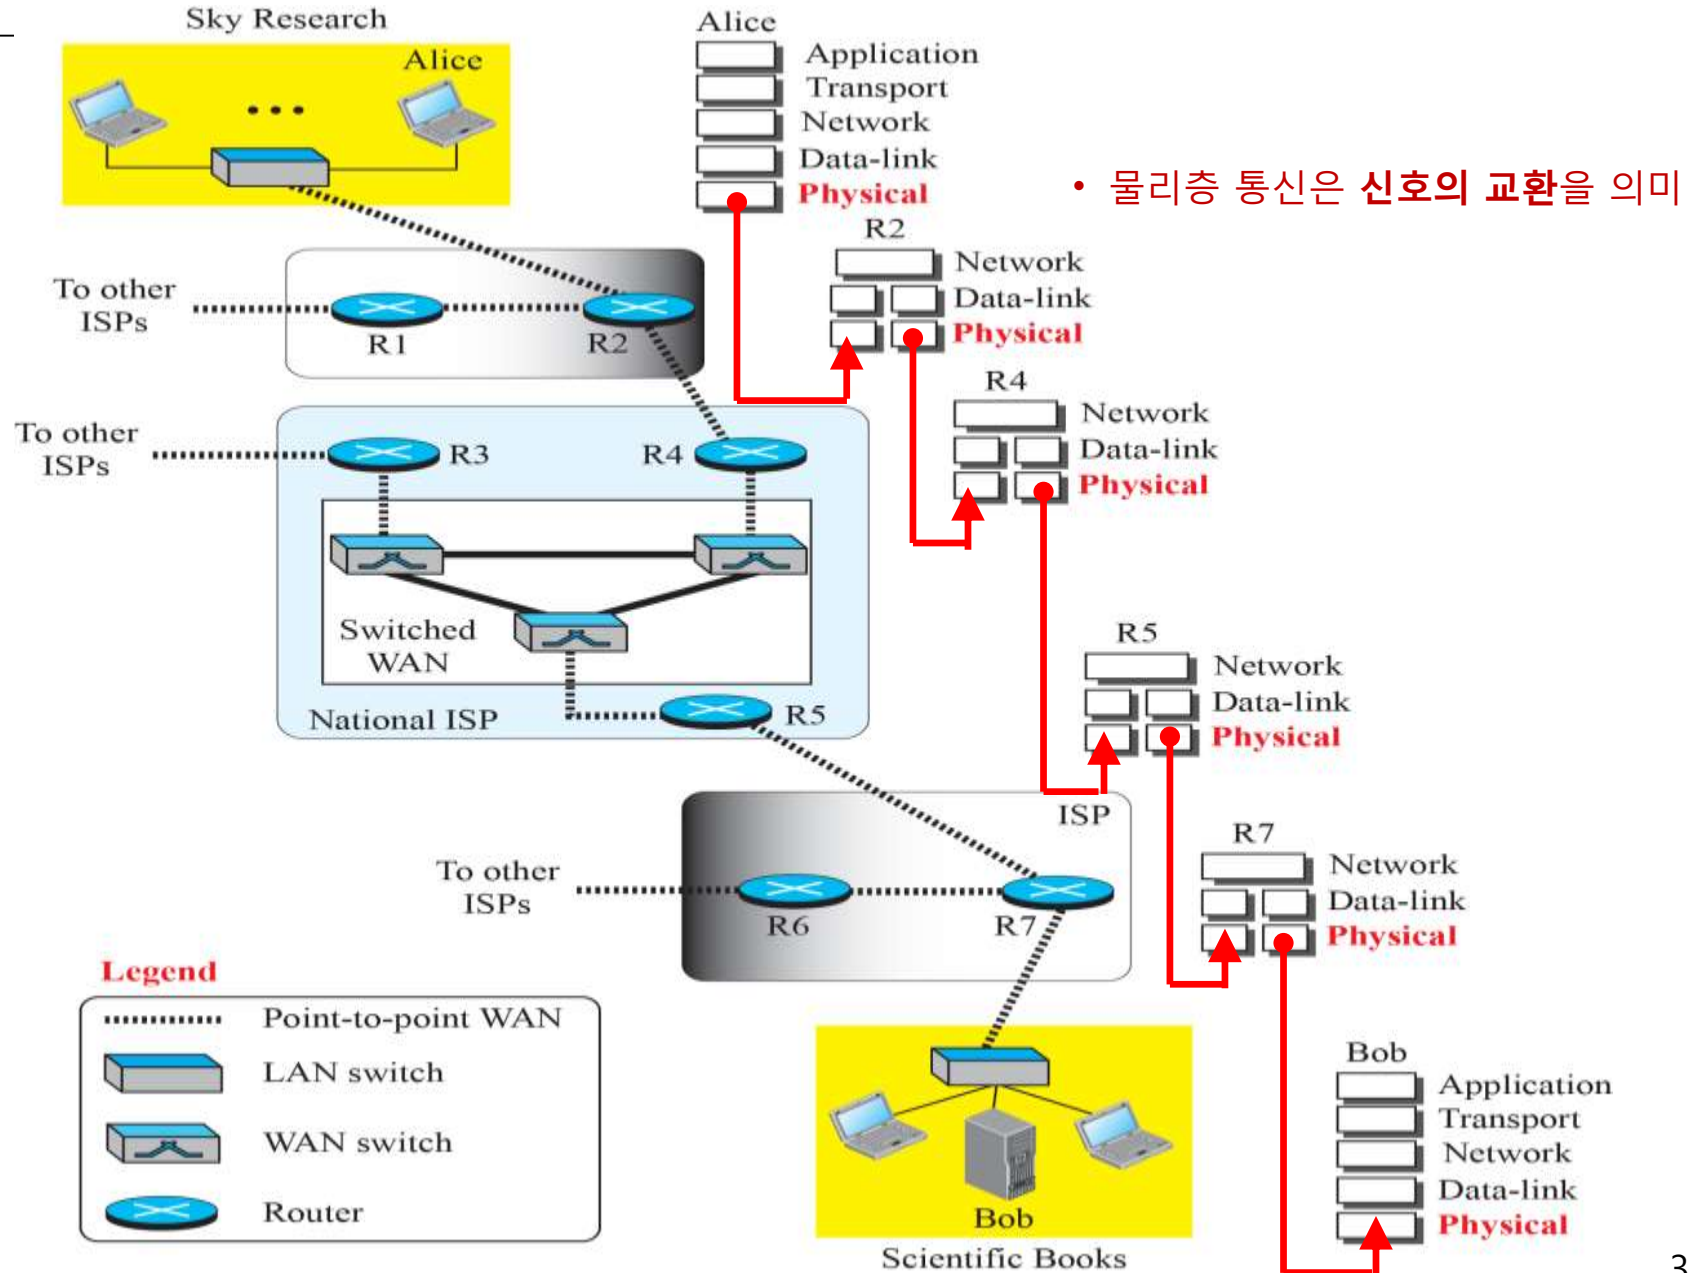 Sky Research
Alice
To other
ISPs
R1
R2
To other
ISPs
R3
R4
Switched
WAN
National ISP
R5
ISP
To other
ISPs
R6
R7
Bob
Scientific Books
Legend
Point-to-point WAN
LAN switch
WAN switch
Router
Alice
Application
Transport
Network
Data-link
Physical
• 물리층 통신은 신호의 교환을 의미
R2
Network
Data-link
Physical
R4
Network
Data-link
Physical
R5
Network
Data-link
Physical
R7
Network
Data-link
Physical
Bob
Application
Transport
Network
Data-link
Physical
3